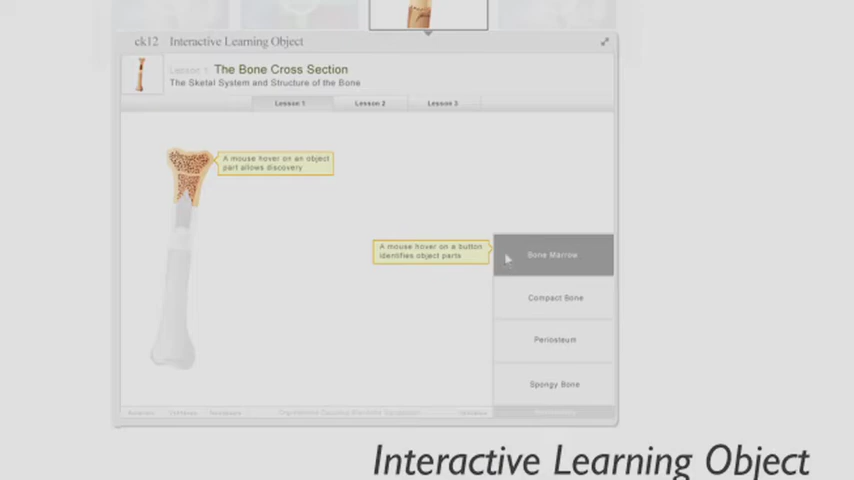 ck12 Interactive Learning Object
Lesson 1: The Bone Cross Section
The Sketal System and Structure of the Bone
Lesson 1 Lesson 2 Lesson 3
A mouse hover on an object
part allows discovery
A mouse hover on a button
identifies object parts
Bone Marrow
Compact Bone
Periosteum
Spongy Bone
Interactive Learning Object